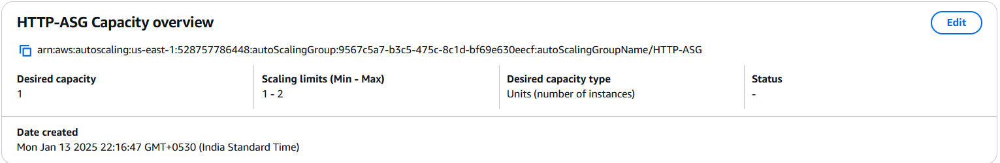 HTTP-ASG Capacity overview
Edit
arn:aws:autoscaling:us-east-1:528757786448:autoScalingGroup:9567c5a7-b3c5-475c-8c1d-bf69e630eecf:autoScalingGroupName/HTTP-ASG
Desired capacity
1
Scaling limits (Min - Max)
1 - 2
Desired capacity type
Units (number of instances)
Status
-
Date created
Mon Jan 13 2025 22:16:47 GMT+0530 (India Standard Time)